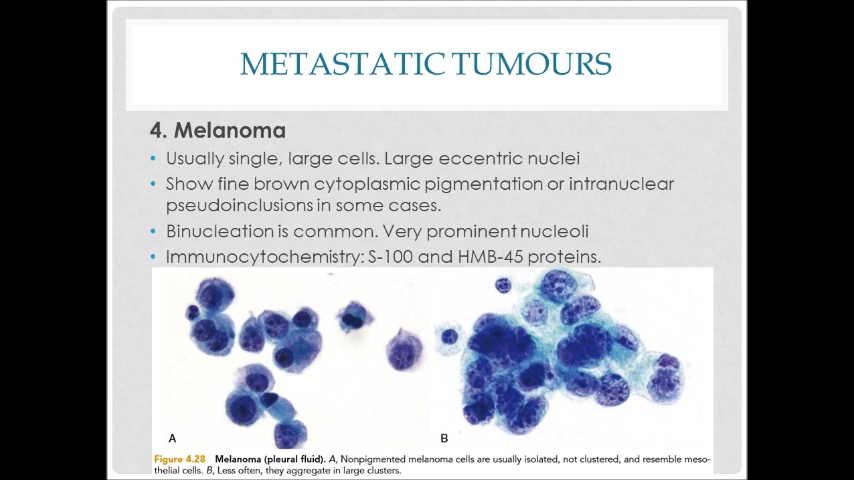 METASTATIC TUMOURS
4. Melanoma
• Usually single, large cells. Large eccentric nuclei
• Show fine brown cytoplasmic pigmentation or intranuclear
pseudoinclusions in some cases.
• Binucleation is common. Very prominent nucleoli
• Immunocytochemistry: S-100 and HMB-45 proteins.
A
B
Figure 4.28 Melanoma (pleural fluid). A, Nonpigmented melanoma cells are usually isolated, not clustered, and resemble meso-
thelial cells. B, Less often, they aggregate in large clusters.